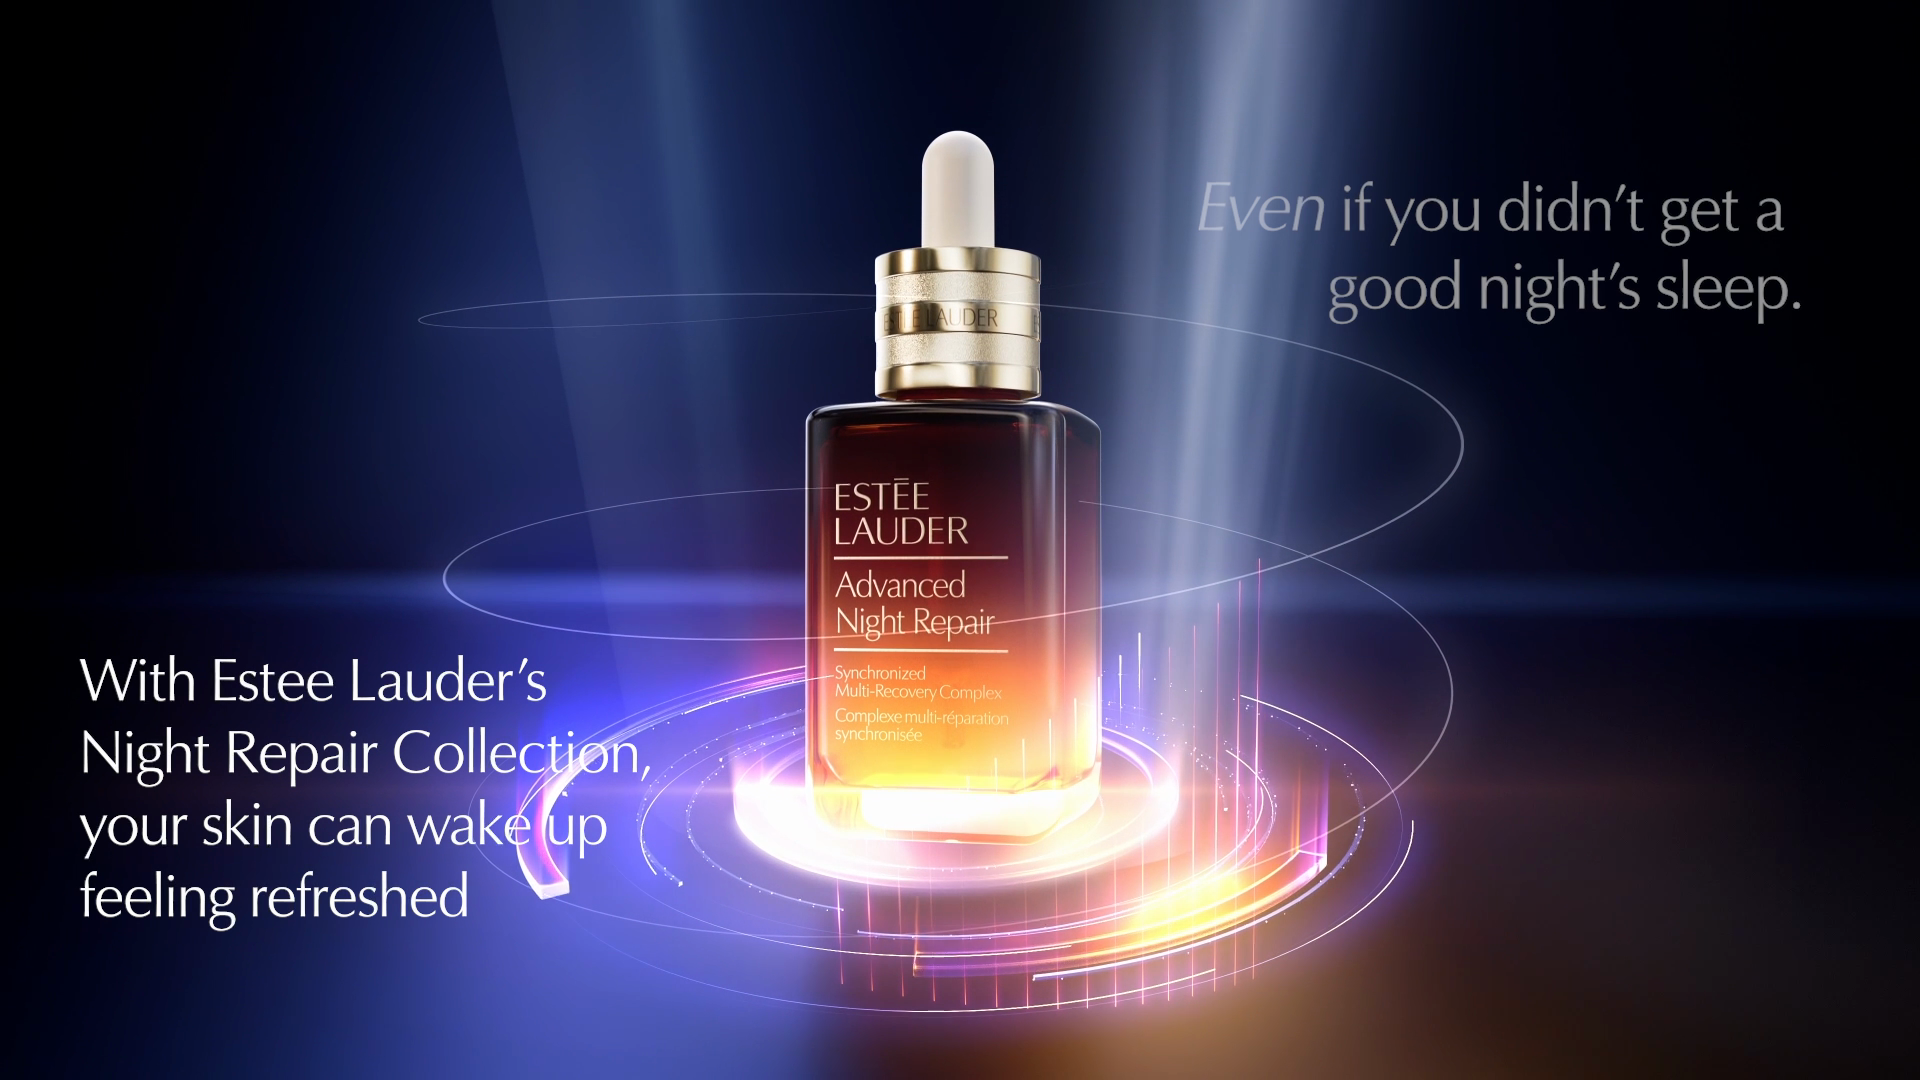 Even if you didn't get a
good night's sleep.
ESTĒE LAUDER
ESTĒE
LAUDER
Advanced
Night Repair
Synchronized
Multi-Recovery Complex
Complexe multi-réparation
synchronisée
With Estee Lauder's
Night Repair Collection,
your skin can wake up
feeling refreshed